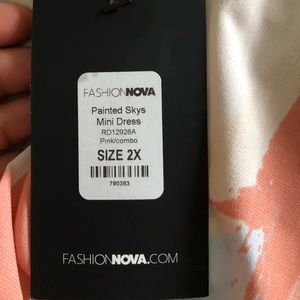 FASHIONNOVA
Painted Skys
Mini Dress
RD12928A
Pink/combo
SIZE 2X
790383
FASHIONNOVA.COM